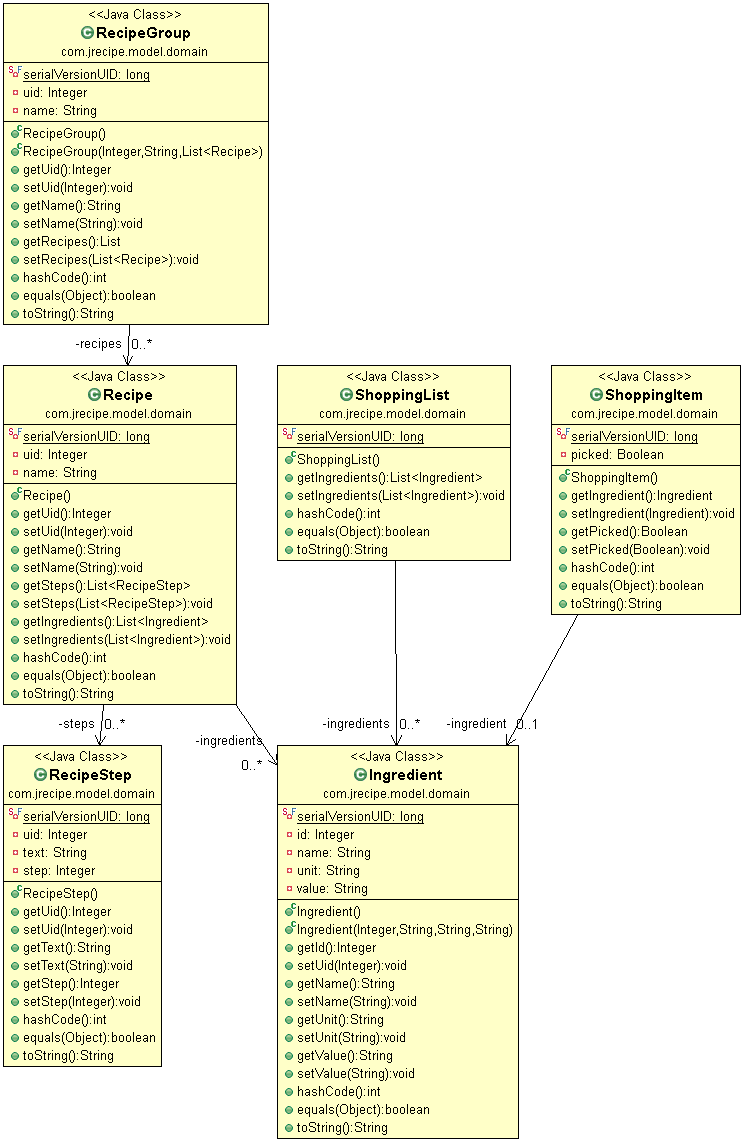 <<Java Class>>
RecipeGroup
com.jrecipe.model.domain
serialVersionUID: long
uid: Integer
name: String
RecipeGroup()
RecipeGroup(Integer,String,List<Recipe>)
getUid():Integer
setUid(Integer):void
getName():String
setName(String):void
getRecipes():List
setRecipes(List<Recipe>):void
hashCode():int
equals(Object):boolean
toString():String
-recipes 0..*
<<Java Class>>
Recipe
com.jrecipe.model.domain
serialVersionUID: long
uid: Integer
name: String
Recipe()
getUid():Integer
setUid(Integer):void
getName():String
setName(String):void
getSteps():List<RecipeStep>
setSteps(List<RecipeStep>):void
getIngredients():List<Ingredient>
setIngredients(List<Ingredient>):void
hashCode():int
equals(Object):boolean
toString():String
<<Java Class>>
ShoppingList
com.jrecipe.model.domain
serialVersionUID: long
ShoppingList()
getIngredients():List<Ingredient>
setIngredients(List<Ingredient>):void
hashCode():int
equals(Object):boolean
toString():String
<<Java Class>>
ShoppingItem
com.jrecipe.model.domain
serialVersionUID: long
picked: Boolean
ShoppingItem()
getIngredient():Ingredient
setIngredient(Ingredient):void
getPicked():Boolean
setPicked(Boolean):void
hashCode():int
equals(Object):boolean
toString():String
-steps 0..*
-ingredients
0..*
-ingredients 0..*
-ingredient 0..1
<<Java Class>>
RecipeStep
com.jrecipe.model.domain
serialVersionUID: long
uid: Integer
text: String
step: Integer
RecipeStep()
getUid():Integer
setUid(Integer):void
getText():String
setText(String):void
getStep():Integer
setStep(Integer):void
hashCode():int
equals(Object):boolean
toString():String
<<Java Class>>
Ingredient
com.jrecipe.model.domain
serialVersionUID: long
id: Integer
name: String
unit: String
value: String
Ingredient()
Ingredient(Integer,String,String,String)
getId():Integer
setUid(Integer):void
getName():String
setName(String):void
getUnit():String
setUnit(String):void
getValue():String
setValue(String):void
hashCode():int
equals(Object):boolean
toString():String